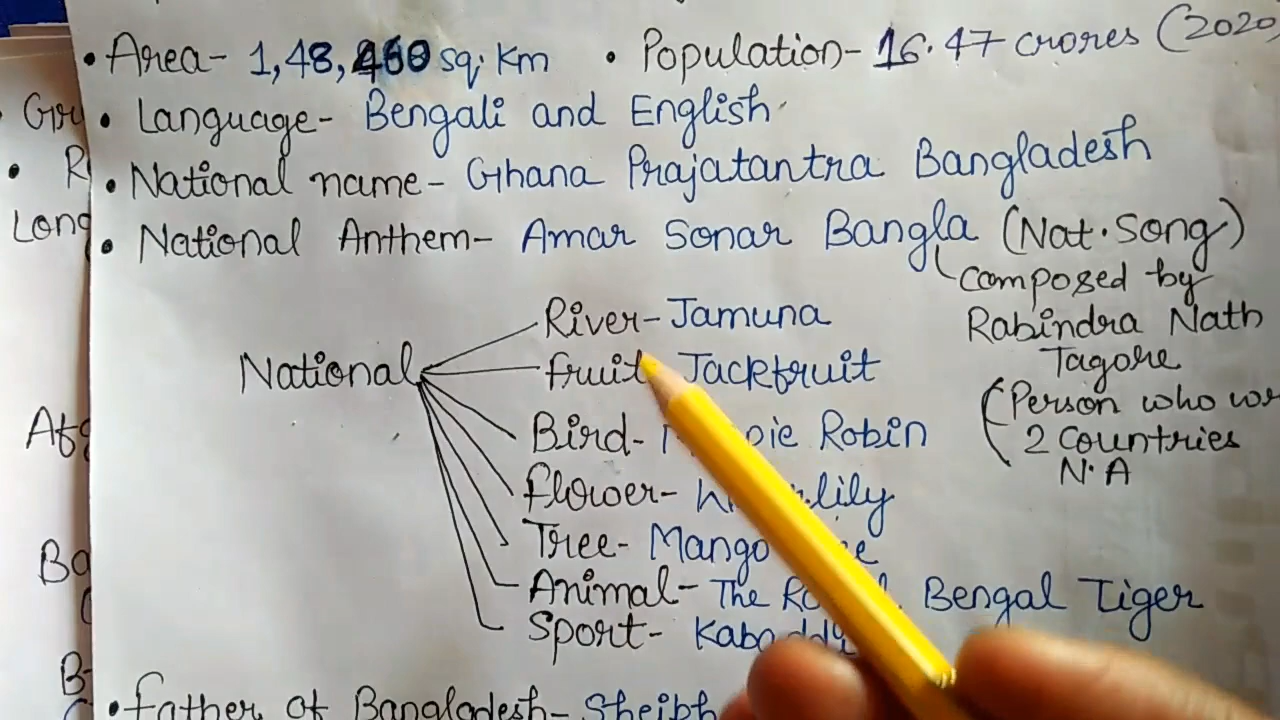 • Area- 1,48,460 sq. Km • Population- 16.47 crores (2020)
• Language- Bengali and English
• National name- Ghana Prajatantra Bangladesh
• National Anthem- Amar Sonar Bangla (Nat. Song)
composed by
Rabindra Nath
Tagore
(Person who
2 Countries
N.A
National
River- Jamuna
fruit Jackfruit
Bird- Robin
flower- lily
Tree- Mango
Animal- The Bengal Tiger
Sport-
• father of Bangladesh- Sheikh
Long